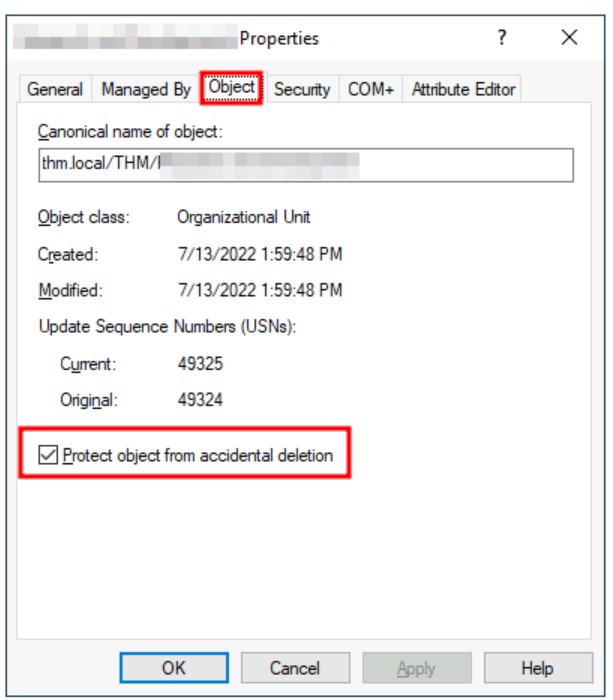 Properties
? ×
General Managed By Object Security COM+ Attribute Editor
Canonical name of object:
thm.local/THM/
Object class: Organizational Unit
Created: 7/13/2022 1:59:48 PM
Modified: 7/13/2022 1:59:48 PM
Update Sequence Numbers (USNs):
Current: 49325
Original: 49324
Protect object from accidental deletion
OK Cancel Apply Help